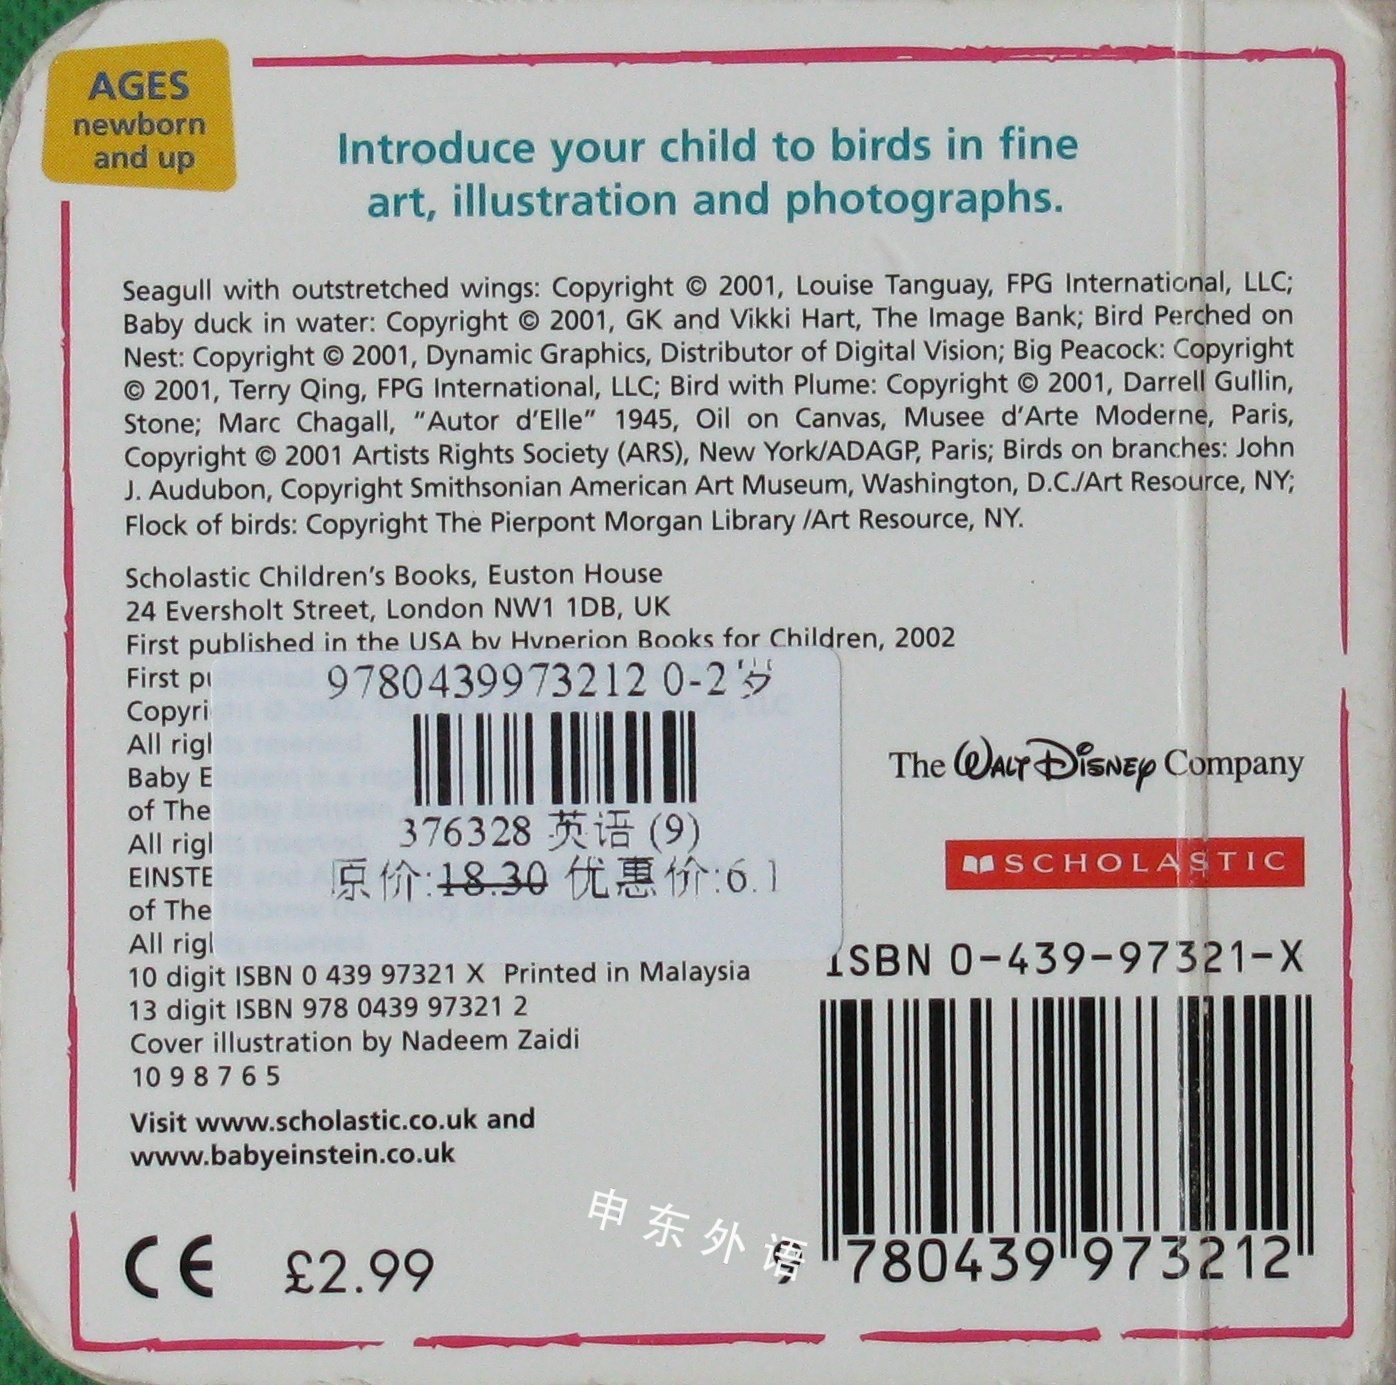 AGES
newborn
and up
Introduce your child to birds in fine
art, illustration and photographs.
Seagull with outstretched wings: Copyright © 2001, Louise Tanguay, FPG International, LLC;
Baby duck in water: Copyright © 2001, GK and Vikki Hart, The Image Bank; Bird Perched on
Nest: Copyright © 2001, Dynamic Graphics, Distributor of Digital Vision; Big Peacock: Copyright
© 2001, Terry Qing, FPG International, LLC; Bird with Plume: Copyright © 2001, Darrell Gullin,
Stone; Marc Chagall, “Autor d’Elle” 1945, Oil on Canvas, Musee d’Arte Moderne, Paris,
Copyright © 2001 Artists Rights Society (ARS), New York/ADAGP, Paris; Birds on branches: John
J. Audubon, Copyright Smithsonian American Art Museum, Washington, D.C./Art Resource, NY;
Flock of birds: Copyright The Pierpont Morgan Library /Art Resource, NY.
Scholastic Children’s Books, Euston House
24 Eversholt Street, London NW1 1DB, UK
First published in the USA by Hyperion Books for Children, 2002
First
All
Baby
of The
All
of The
All
10 digit ISBN 0 439 97321 X Printed in Malaysia
13 digit ISBN 978 0439 97321 2
Cover illustration by Nadeem Zaidi
10 9 8 7 6 5
Visit www.scholastic.co.uk and
www.babyeinstein.co.uk
CE £2.99
9780439973212 0-2岁
376328 英语 (9)
原价:18.30 优惠价:6.1
The WALT DISNEY Company
SCHOLASTIC
ISBN 0-439-97321-X
9 780439 973212
申东外语